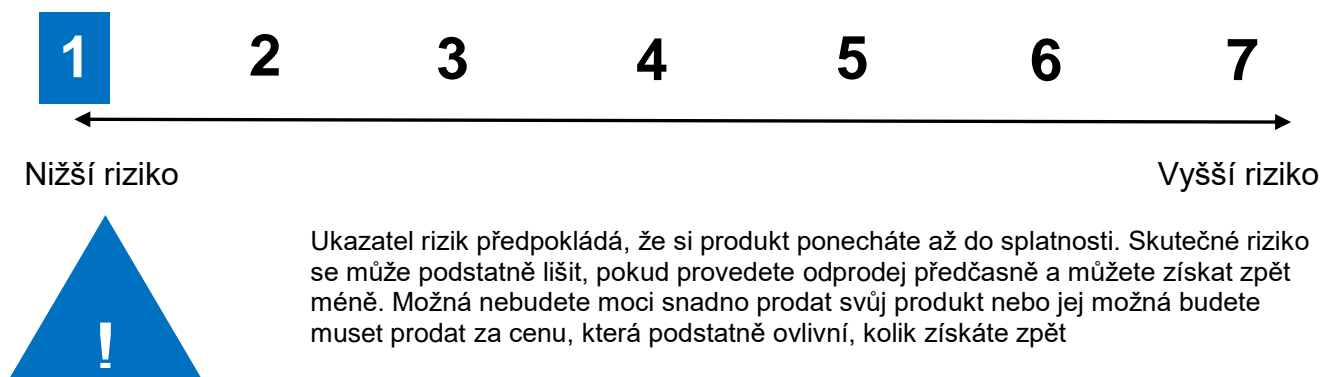 1 2 3 4 5 6 7
Nižší riziko Vyšší riziko
Ukazatel rizik předpokládá, že si produkt ponecháte až do splatnosti. Skutečné riziko
se může podstatně lišit, pokud provedete odprodej předčasně a můžete získat zpět
méně. Možná nebudete moci snadno prodat svůj produkt nebo jej možná budete
muset prodat za cenu, která podstatně ovlivní, kolik získáte zpět
!